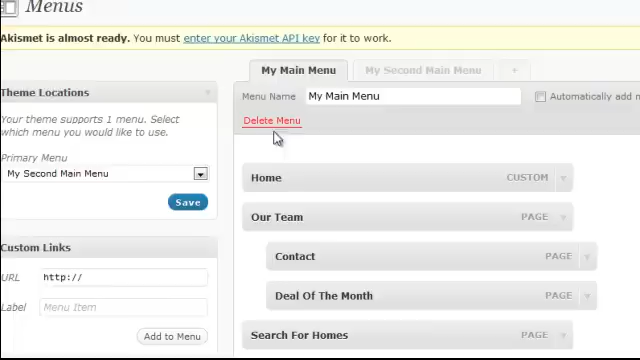 Menus
Akismet is almost ready. You must enter your Akismet API key for it to work.
My Main Menu
My Second Main Menu
+
Theme Locations
Menu Name
My Main Menu
Automatically add n
Your theme supports 1 menu. Select
which menu you would like to use.
Delete Menu
Primary Menu
My Second Main Menu
Save
Home CUSTOM
Our Team PAGE
Custom Links
Contact PAGE
URL http://
Label Menu Item
Deal Of The Month PAGE
Add to Menu
Search For Homes PAGE